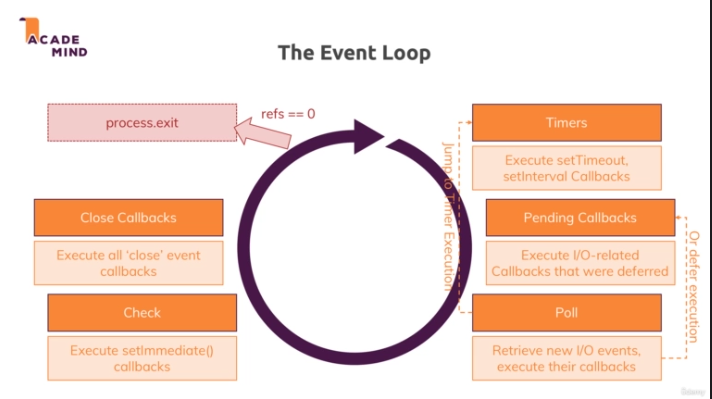 ACADE
MIND
The Event Loop
process.exit
refs == 0
Timers
Execute setTimeout,
setInterval Callbacks
Jump to Timer Execution
Close Callbacks
Execute all ‘close’ event
callbacks
Pending Callbacks
Execute I/O-related
Callbacks that were deferred
Or defer execution
Check
Execute setImmediate()
callbacks
Poll
Retrieve new I/O events,
execute their callbacks
Udemy